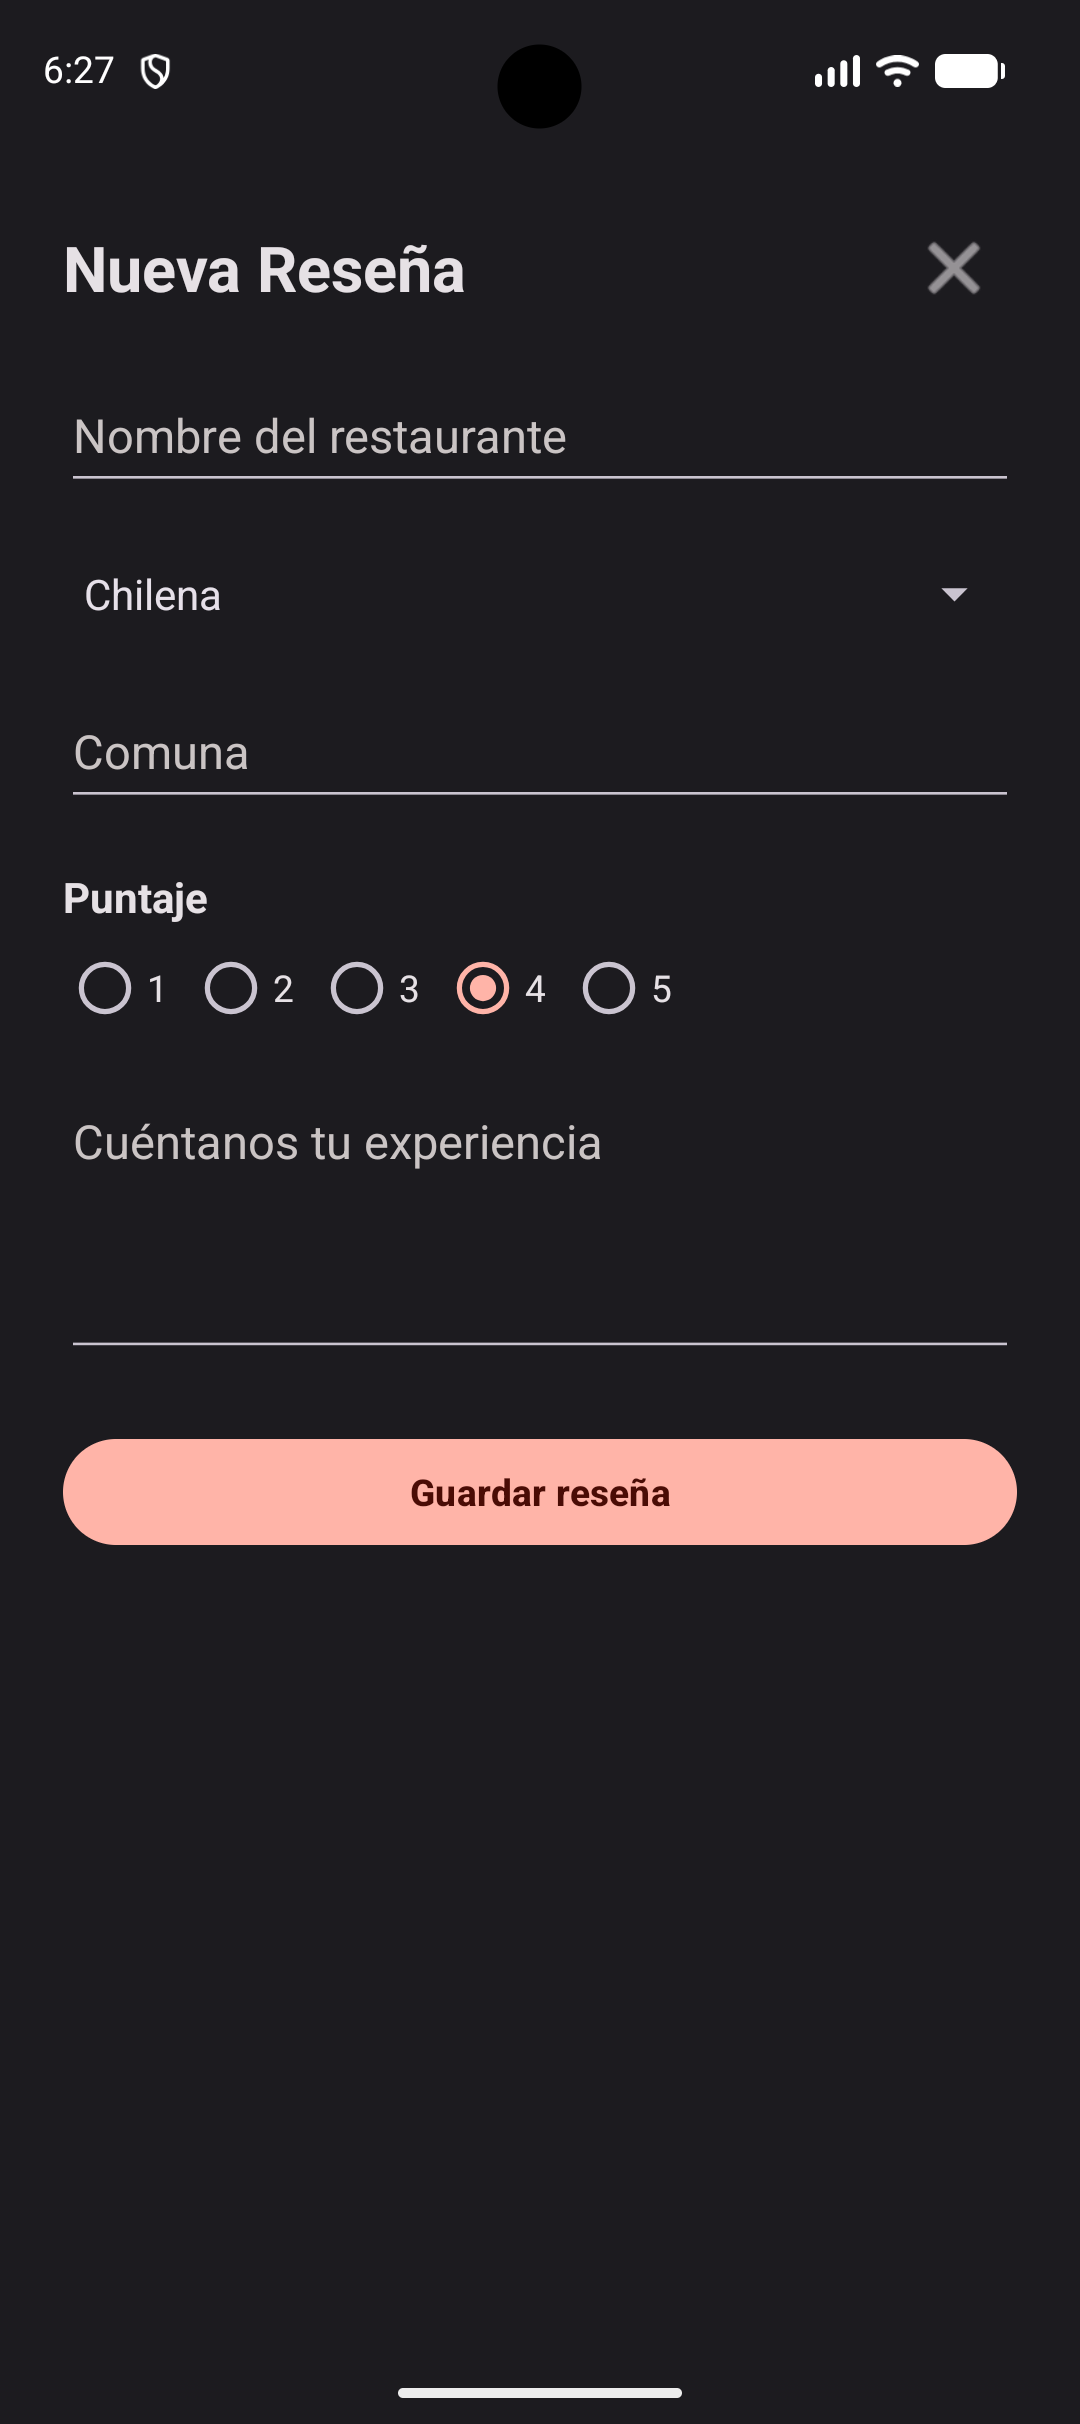 6:27
Nueva Reseña
Nombre del restaurante
Chilena
Comuna
Puntaje
1 2 3 4 5
Cuéntanos tu experiencia
Guardar reseña